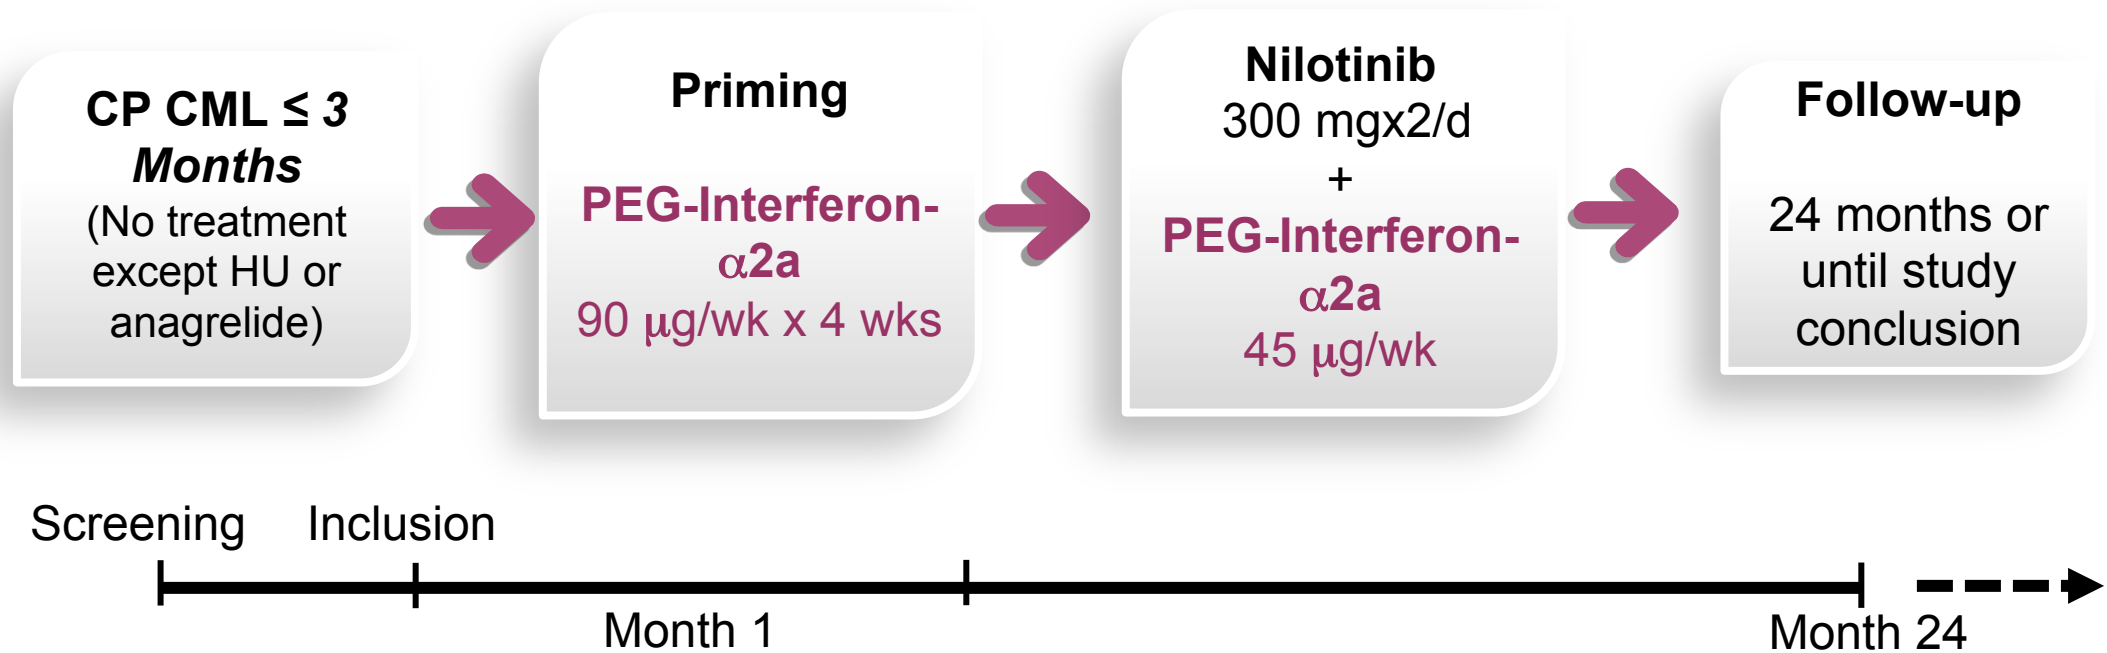 CP CML ≤ 3
Months
(No treatment
except HU or
anagrelide)
Priming
PEG-Interferon-
α2a
90 μg/wk x 4 wks
Nilotinib
300 mgx2/d
+
PEG-Interferon-
α2a
45 μg/wk
Follow-up
24 months or
until study
conclusion
Screening
Inclusion
Month 1
Month 24